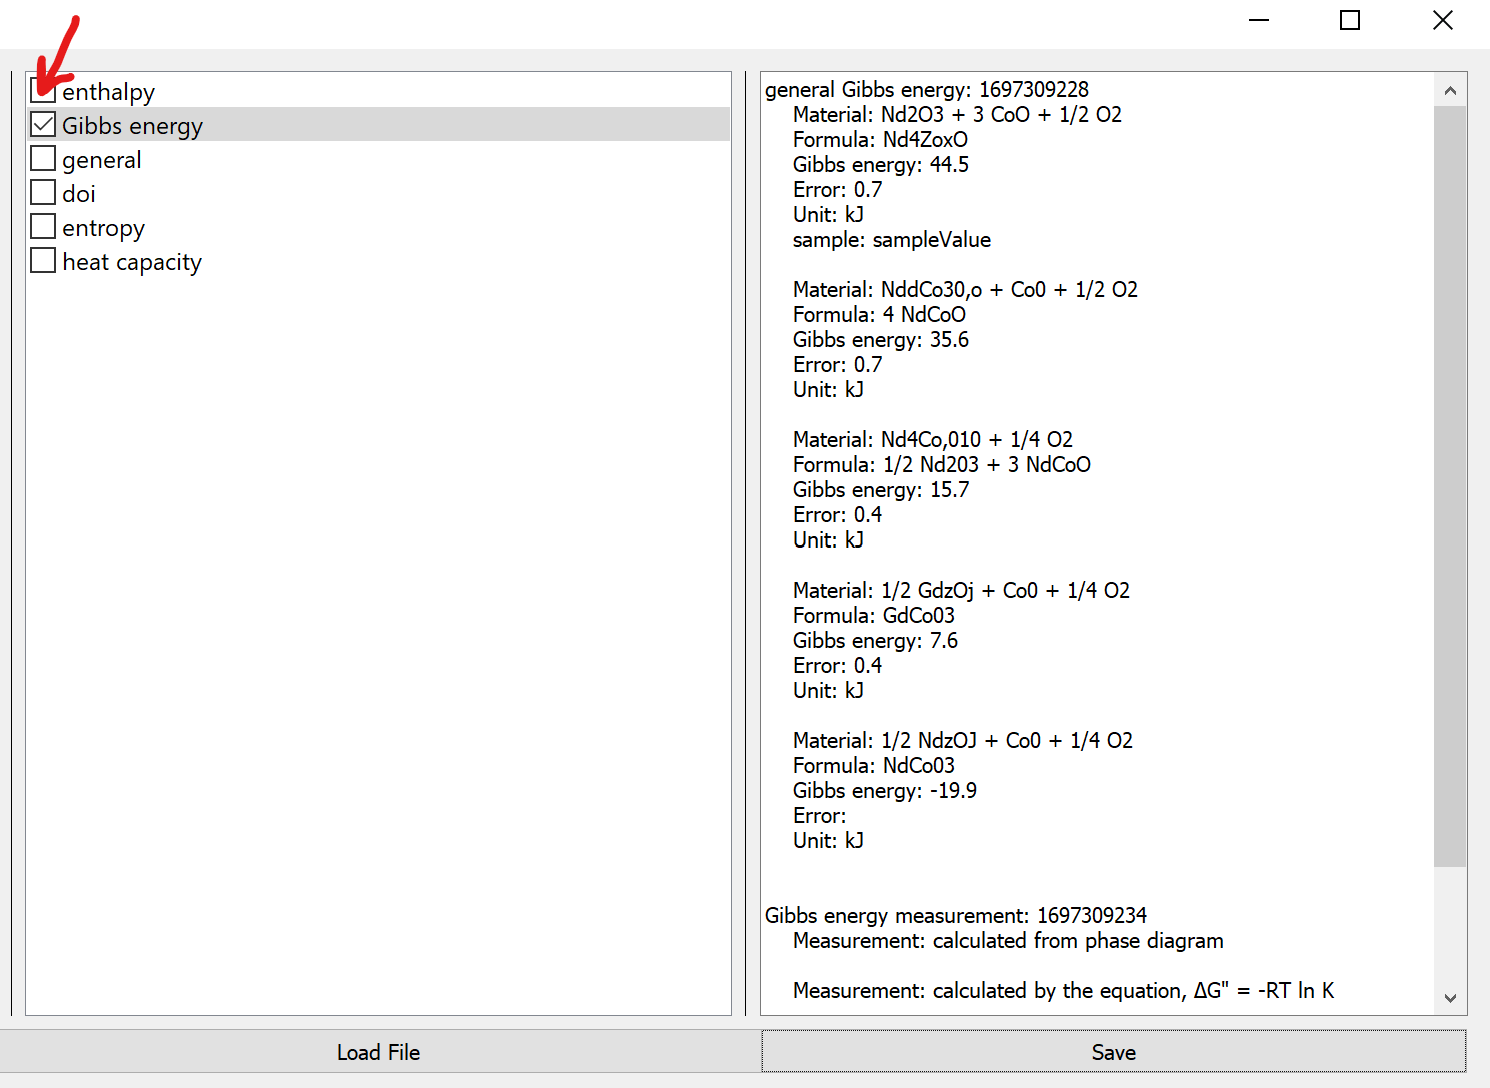 enthalpy
Gibbs energy
general
doi
entropy
heat capacity
general Gibbs energy: 1697309228
Material: Nd2O3 + 3 CoO + 1/2 O2
Formula: Nd4ZoxO
Gibbs energy: 44.5
Error: 0.7
Unit: kJ
sample: sampleValue
Material: NddCo30,o + Co0 + 1/2 O2
Formula: 4 NdCoO
Gibbs energy: 35.6
Error: 0.7
Unit: kJ
Material: Nd4Co,010 + 1/4 O2
Formula: 1/2 Nd203 + 3 NdCoO
Gibbs energy: 15.7
Error: 0.4
Unit: kJ
Material: 1/2 GdzOj + Co0 + 1/4 O2
Formula: GdCo03
Gibbs energy: 7.6
Error: 0.4
Unit: kJ
Material: 1/2 NdzOJ + Co0 + 1/4 O2
Formula: NdCo03
Gibbs energy: -19.9
Error:
Unit: kJ
Gibbs energy measurement: 1697309234
Measurement: calculated from phase diagram
Measurement: calculated by the equation, ΔG" = -RT ln K
Load File
Save